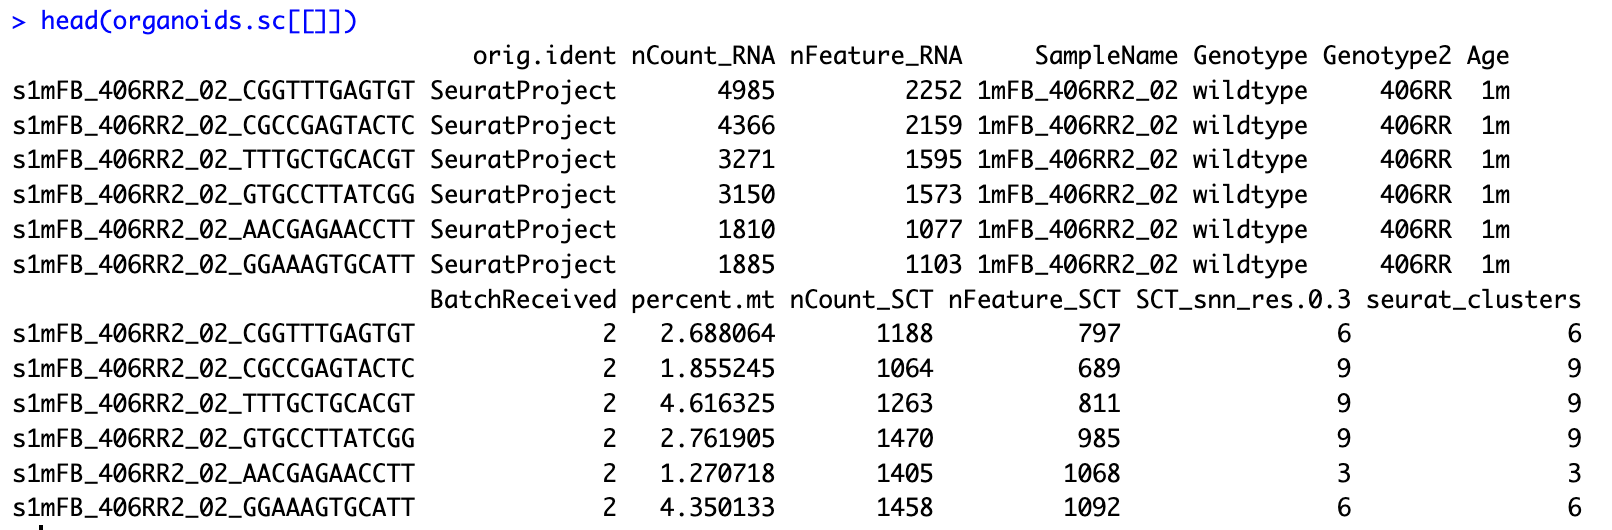 > head(organoids.sc[[]])
orig.ident nCount_RNA nFeature_RNA SampleName Genotype Genotype2 Age
s1mFB_406RR2_02_CGGTTTGAGTGT SeuratProject 4985 2252 1mFB_406RR2_02 wildtype 406RR 1m
s1mFB_406RR2_02_CGCCGAGTACTC SeuratProject 4366 2159 1mFB_406RR2_02 wildtype 406RR 1m
s1mFB_406RR2_02_TTTGCTGCACGT SeuratProject 3271 1595 1mFB_406RR2_02 wildtype 406RR 1m
s1mFB_406RR2_02_GTGCCTTATCGG SeuratProject 3150 1573 1mFB_406RR2_02 wildtype 406RR 1m
s1mFB_406RR2_02_AACGAGAACCTT SeuratProject 1810 1077 1mFB_406RR2_02 wildtype 406RR 1m
s1mFB_406RR2_02_GGAAAGTGCATT SeuratProject 1885 1103 1mFB_406RR2_02 wildtype 406RR 1m
BatchReceived percent.mt nCount_SCT nFeature_SCT SCT_snn_res.0.3 seurat_clusters
s1mFB_406RR2_02_CGGTTTGAGTGT 2 2.688064 1188 797 6 6
s1mFB_406RR2_02_CGCCGAGTACTC 2 1.855245 1064 689 9 9
s1mFB_406RR2_02_TTTGCTGCACGT 2 4.616325 1263 811 9 9
s1mFB_406RR2_02_GTGCCTTATCGG 2 2.761905 1470 985 9 9
s1mFB_406RR2_02_AACGAGAACCTT 2 1.270718 1405 1068 3 3
s1mFB_406RR2_02_GGAAAGTGCATT 2 4.350133 1458 1092 6 6